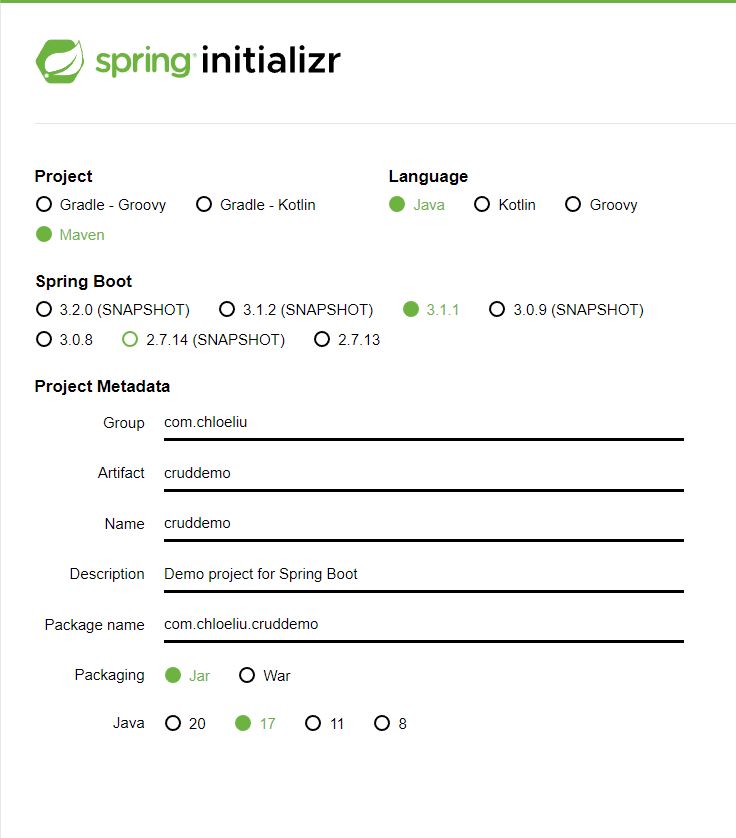 spring initializr
Project
Language
Gradle - Groovy Gradle - Kotlin
Java Kotlin Groovy
Maven
Spring Boot
3.2.0 (SNAPSHOT) 3.1.2 (SNAPSHOT) 3.1.1 3.0.9 (SNAPSHOT)
3.0.8 2.7.14 (SNAPSHOT) 2.7.13
Project Metadata
Group com.chloeliu
Artifact cruddemo
Name cruddemo
Description Demo project for Spring Boot
Package name com.chloeliu.cruddemo
Packaging Jar War
Java 20 17 11 8